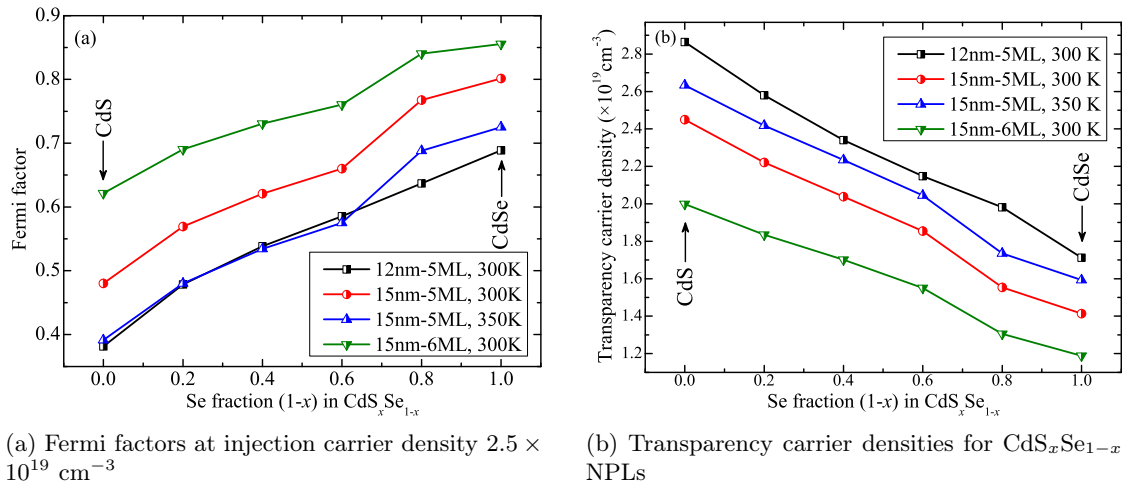 (a)
0.9
0.8
0.7
0.6
0.5
0.4
Fermi factor
CdS
CdSe
12nm-5ML, 300K
15nm-5ML, 300K
15nm-5ML, 350K
15nm-6ML, 300K
0.0 0.2 0.4 0.6 0.8 1.0
Se fraction (1-x) in CdSₓSe₁₋ₓ
(b)
2.8
2.6
2.4
2.2
2.0
1.8
1.6
1.4
1.2
Transparency carrier density (×10¹⁹ cm⁻³)
12nm-5ML, 300 K
15nm-5ML, 300 K
15nm-5ML, 350 K
15nm-6ML, 300 K
CdS
CdSe
0.0 0.2 0.4 0.6 0.8 1.0
Se fraction (1-x) in CdSₓSe₁₋ₓ
(a) Fermi factors at injection carrier density 2.5 ×
10¹⁹ cm⁻³
(b) Transparency carrier densities for CdSₓSe₁₋ₓ
NPLs